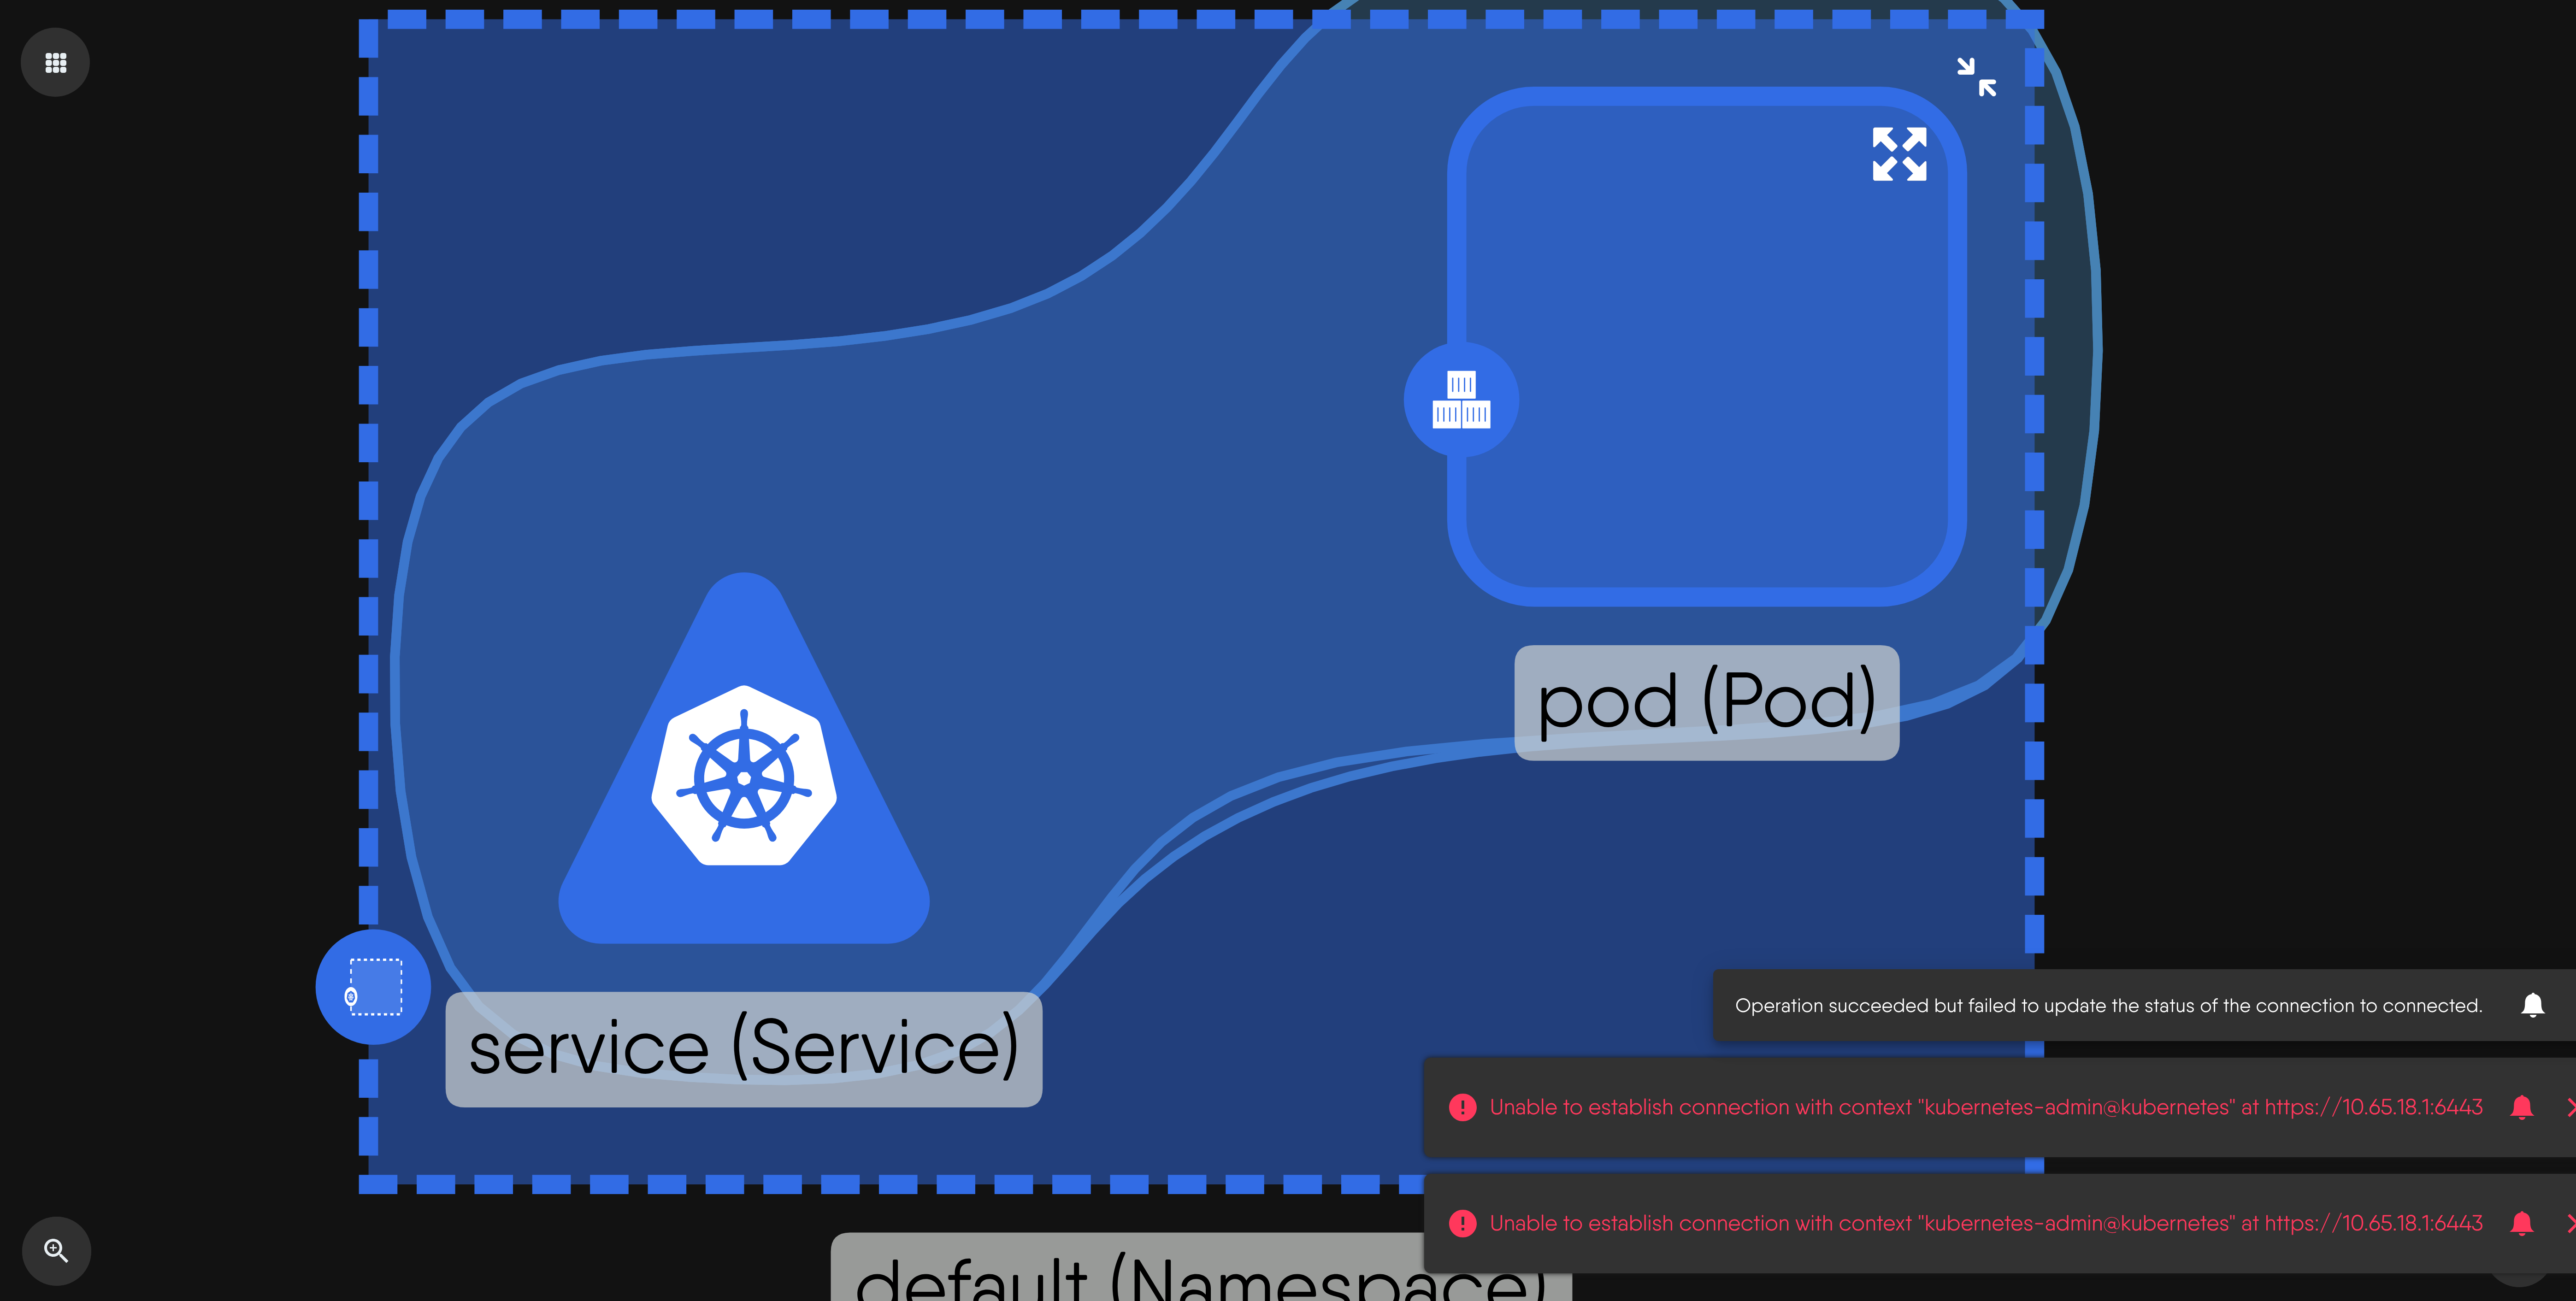 pod (Pod)
service (Service)
Operation succeeded but failed to update the status of the connection to connected.
Unable to establish connection with context "kubernetes-admin@kubernetes" at https://10.65.18.1:6443
Unable to establish connection with context "kubernetes-admin@kubernetes" at https://10.65.18.1:6443
default (Namespace)